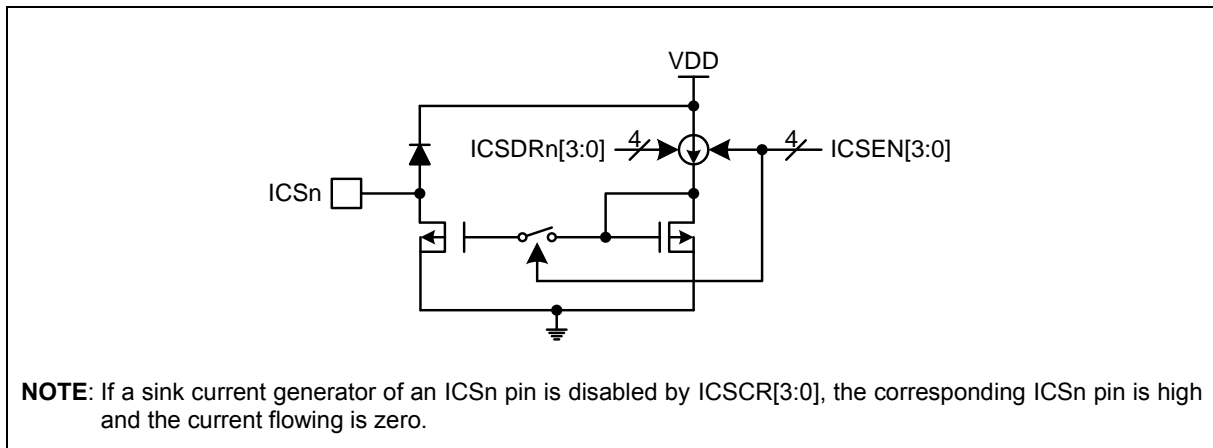 VDD
ICSDRn[3:0]
4
4
ICSEN[3:0]
ICSn
NOTE: If a sink current generator of an ICSn pin is disabled by ICSCR[3:0], the corresponding ICSn pin is high
and the current flowing is zero.